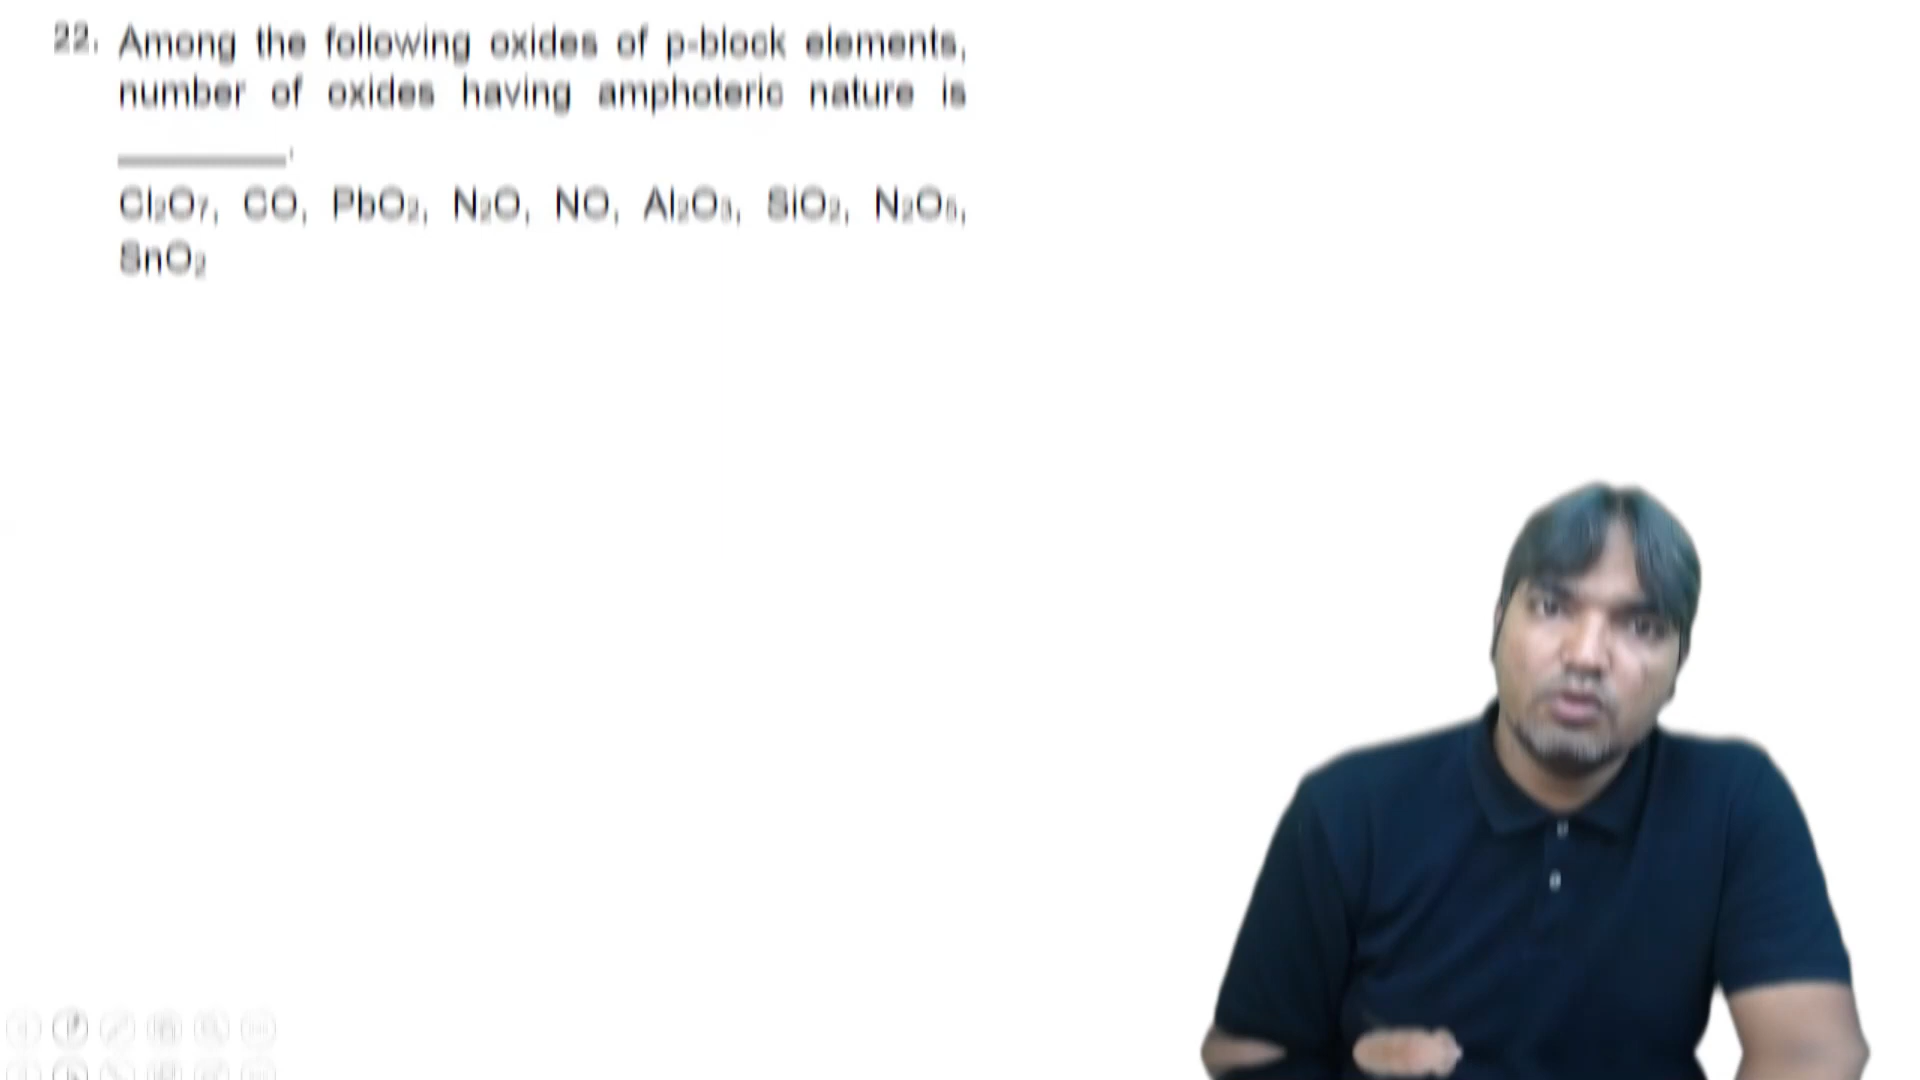 22. Among the following oxides of p-block elements,
number of oxides having amphoteric nature is
________.
Cl₂O₇, CO, PbO₂, N₂O, NO, Al₂O₃, SiO₂, N₂O₅,
SnO₂